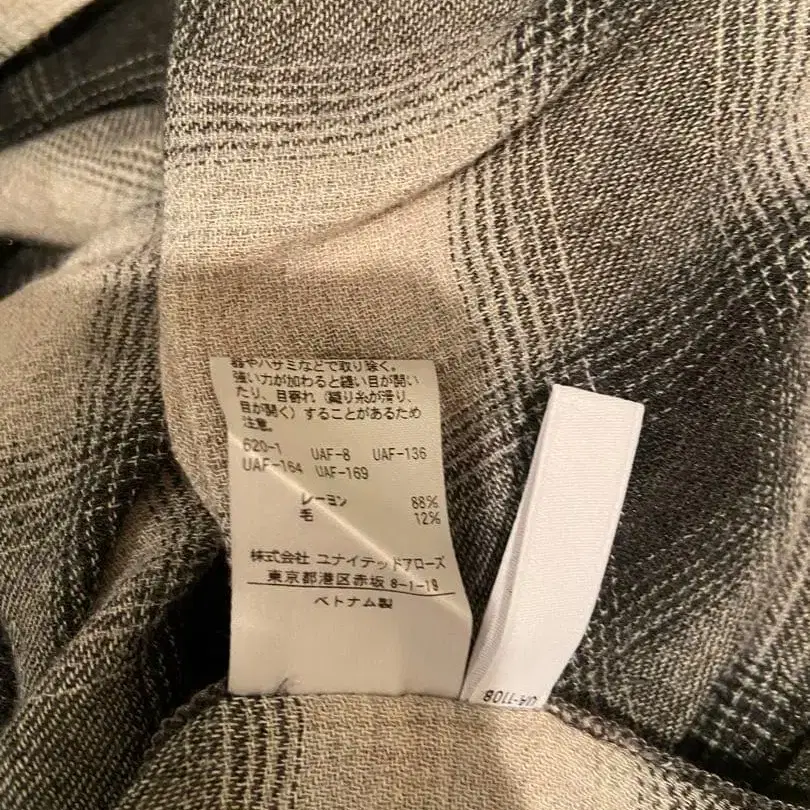 器やハサミなどで取り除く。
強い力が加わると縫い目が開い
たり、目寄れ（織り糸が滑り、
目が開く）することがあるため
注意。
620-1 UAF-8 UAF-136
UAF-164 UAF-169
レーヨン 88%
毛 12%
株式会社 ユナイテッドアローズ
東京都港区赤坂 8-1-19
ベトナム製
UA-1108